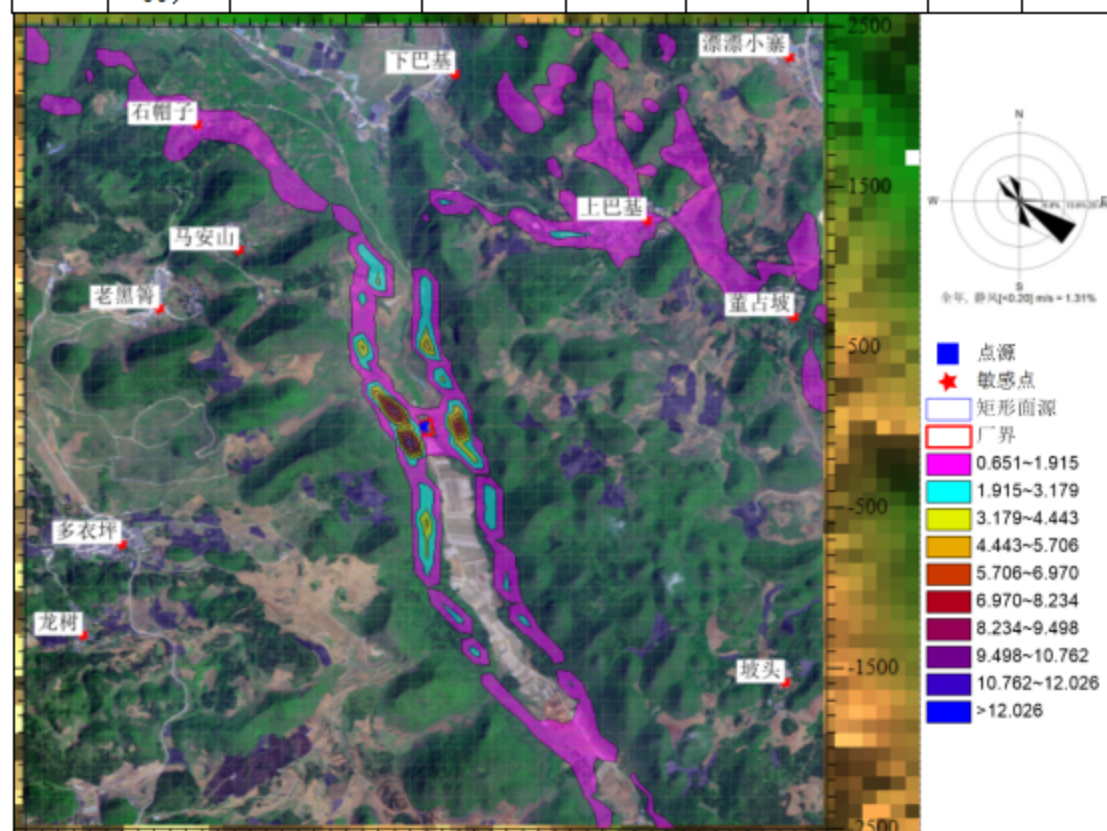 2500
漂漂小寨
下巴基
石帽子
1500
上巴基
马安山
老黑箐
董占坡
500
-500
多衣坪
龙树
-1500
坡头
-2500
N
W
E
S
全年, 静风[<0.20] m/s = 1.31%
点源
敏感点
矩形面源
厂界
0.651~1.915
1.915~3.179
3.179~4.443
4.443~5.706
5.706~6.970
6.970~8.234
8.234~9.498
9.498~10.762
10.762~12.026
>12.026